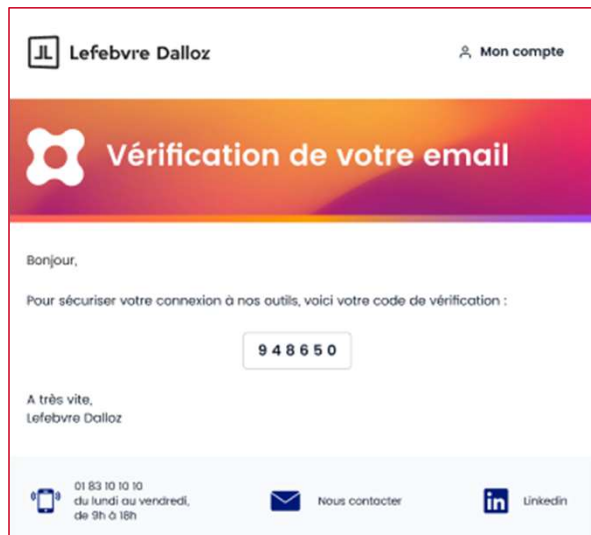 JL Lefebvre Dalloz
Mon compte
Vérification de votre email
Bonjour,
Pour sécuriser votre connexion à nos outils, voici votre code de vérification :
948650
A très vite,
Lefebvre Dalloz
01 83 10 10 10
du lundi au vendredi,
de 9h à 18h
Nous contacter
in Linkedin